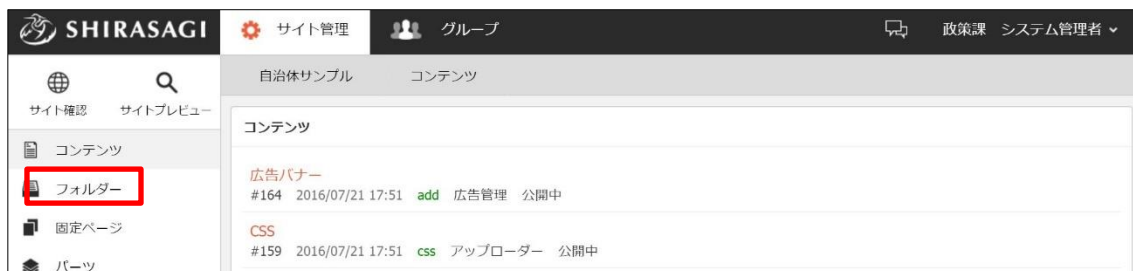 SHIRASAGI サイト管理 グループ 政策課 システム管理者
サイト確認 サイトプレビュー
自治体サンプル コンテンツ
コンテンツ
フォルダー
固定ページ
パーツ
コンテンツ
広告バナー
#164 2016/07/21 17:51 add 広告管理 公開中
CSS
#159 2016/07/21 17:51 css アップローダー 公開中